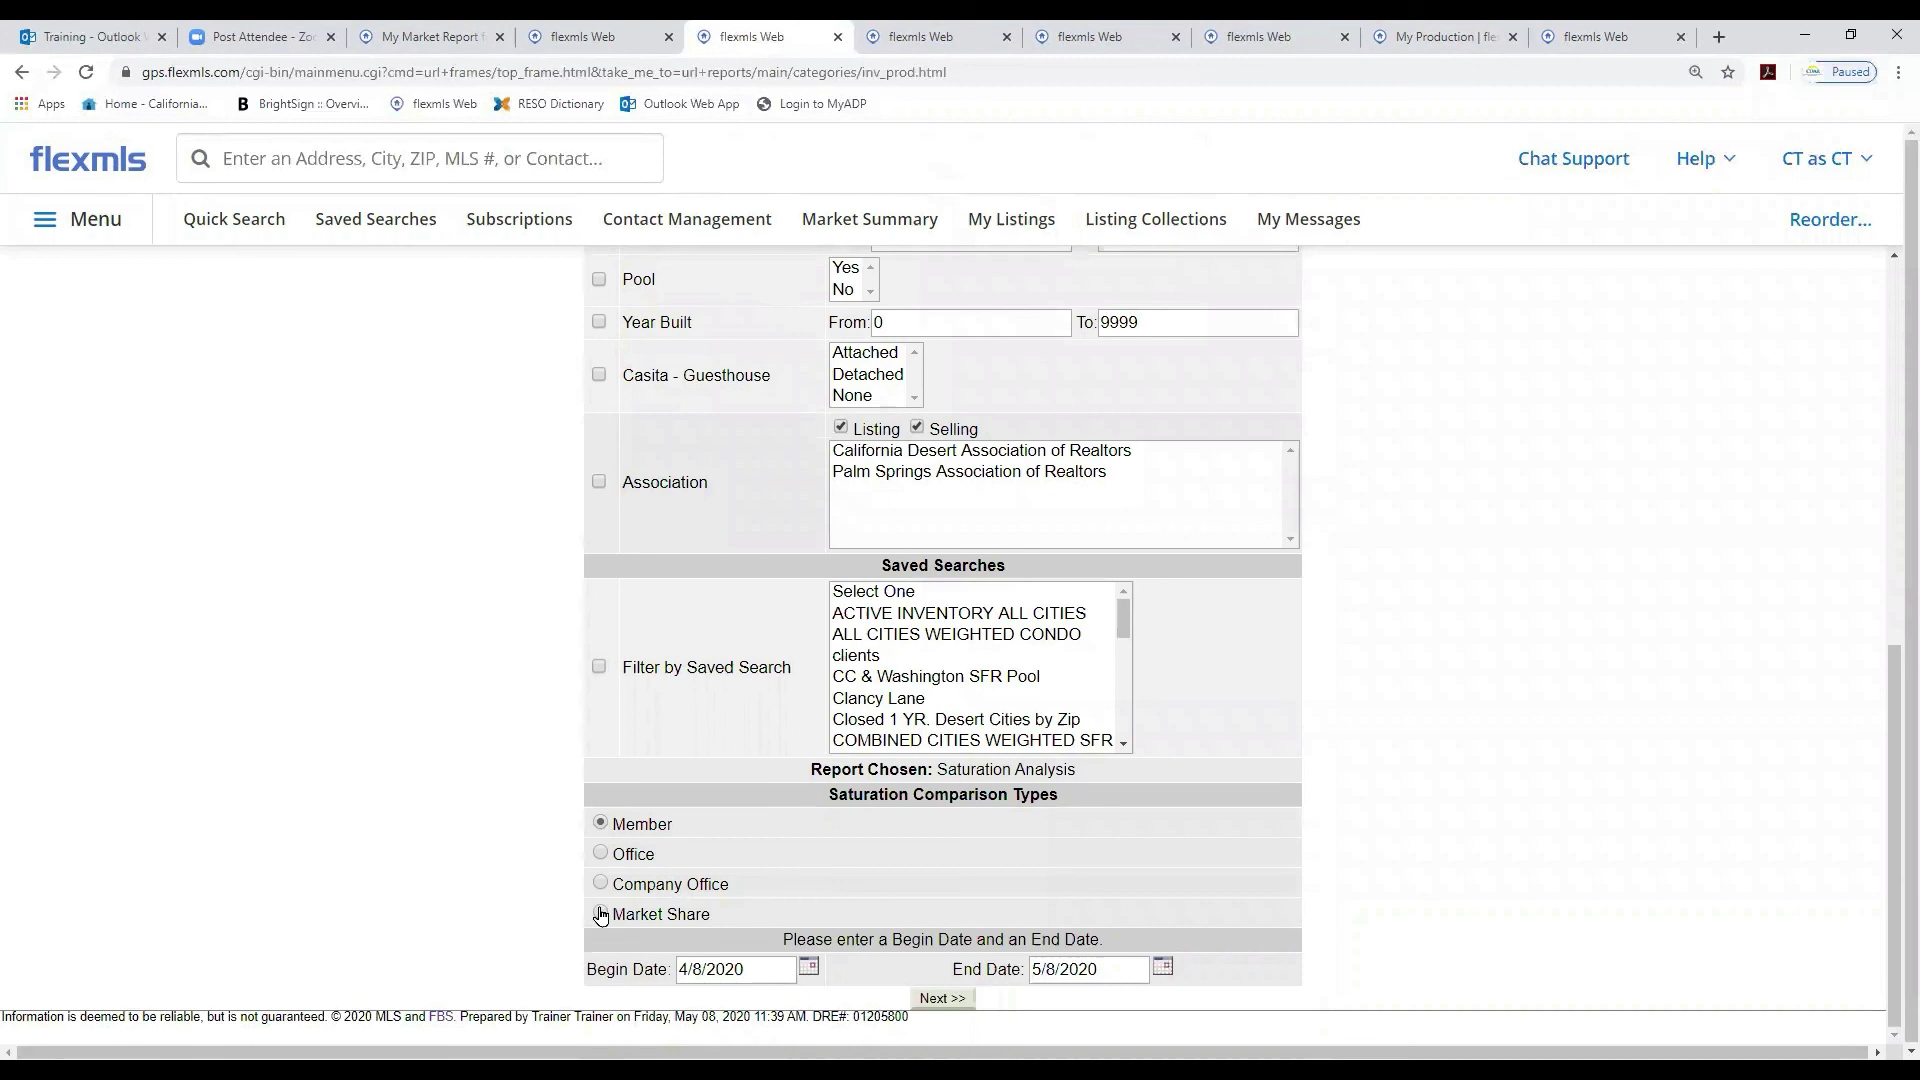 Training - Outlook
Post Attendee - Zo
My Market Report
flexmls Web
flexmls Web
flexmls Web
flexmls Web
flexmls Web
My Production | fle
flexmls Web
gps.flexmls.com/cgi-bin/mainmenu.cgi?cmd=url+frames/top_frame.html&take_me_to=url+reports/main/categories/inv_prod.html
Paused
Apps
Home - California...
BrightSign :: Overvi...
flexmls Web
RESO Dictionary
Outlook Web App
Login to MyADP
flexmls
Enter an Address, City, ZIP, MLS #, or Contact...
Chat Support
Help
CT as CT
Menu
Quick Search
Saved Searches
Subscriptions
Contact Management
Market Summary
My Listings
Listing Collections
My Messages
Reorder...
Pool
Yes
No
Year Built
From: 0
To: 9999
Casita - Guesthouse
Attached
Detached
None
Listing Selling
Association
California Desert Association of Realtors
Palm Springs Association of Realtors
Saved Searches
Filter by Saved Search
Select One
ACTIVE INVENTORY ALL CITIES
ALL CITIES WEIGHTED CONDO
clients
CC & Washington SFR Pool
Clancy Lane
Closed 1 YR. Desert Cities by Zip
COMBINED CITIES WEIGHTED SFR
Report Chosen: Saturation Analysis
Saturation Comparison Types
Member
Office
Company Office
Market Share
Please enter a Begin Date and an End Date.
Begin Date: 4/8/2020
End Date: 5/8/2020
Next >>
Information is deemed to be reliable, but is not guaranteed. © 2020 MLS and FBS. Prepared by Trainer Trainer on Friday, May 08, 2020 11:39 AM. DRE#: 01205800